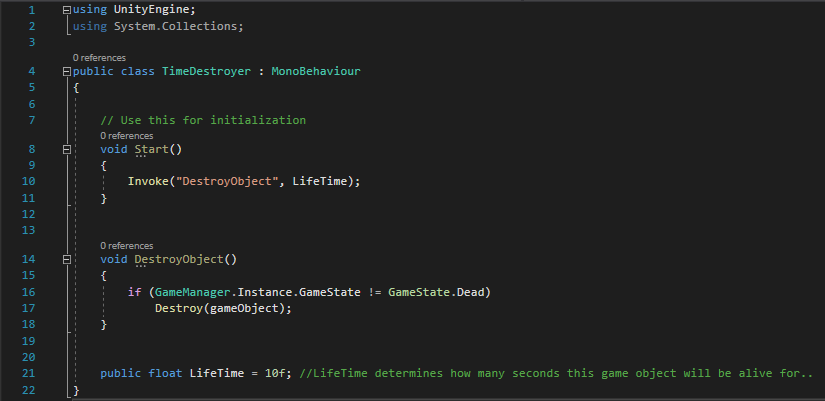 1 using UnityEngine;
2 using System.Collections;
3
0 references
4 public class TimeDestroyer : MonoBehaviour
5 {
6
7 // Use this for initialization
0 references
8 void Start()
9 {
10 Invoke("DestroyObject", LifeTime);
11 }
12
13
0 references
14 void DestroyObject()
15 {
16 if (GameManager.Instance.GameState != GameState.Dead)
17 Destroy(gameObject);
18 }
19
20
21 public float LifeTime = 10f; //LifeTime determines how many seconds this game object will be alive for..
22 }